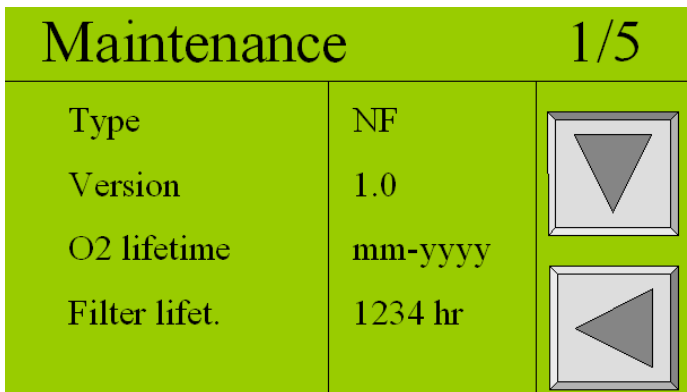 Maintenance 1/5
Type NF
Version 1.0
O2 lifetime mm-yyyy
Filter lifet. 1234 hr